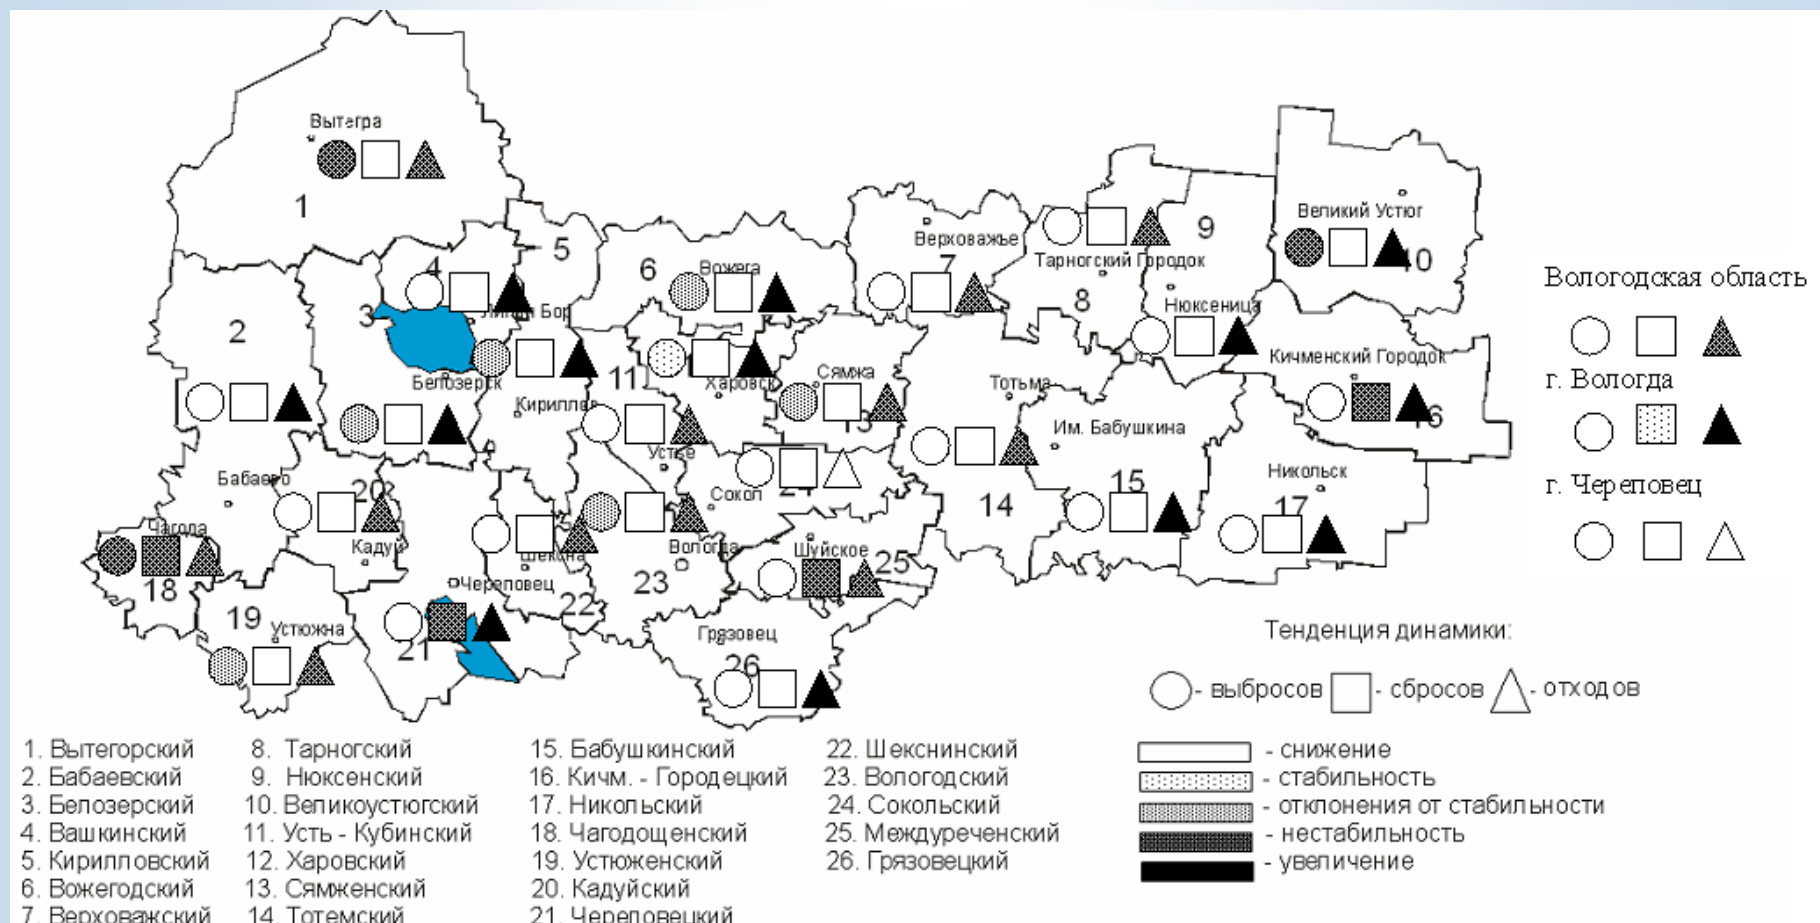 Вытегра
1
5
4
Липин Бор
3
2
6
Вожега
Верховажье
7
Тарногский Городок
8
9
Нюксеница
Великий Устюг
10
Вологодская область
г. Вологда
г. Череповец
Белозерск
Кириллов
11
Харовск
Сямжа
13
Тотьма
14
Им. Бабушкина
15
Кичменский Городок
16
Никольск
17
Бабаево
20
Кадуй
Чагода
18
19
Устюжна
Череповец
21
Шексна
22
Устье
Сокол
24
Вологда
23
Шуйское
25
Грязовец
26
Тенденция динамики:
- выбросов - сбросов - отходов
- снижение
- стабильность
- отклонения от стабильности
- нестабильность
- увеличение
1. Вытегорский
2. Бабаевский
3. Белозерский
4. Вашкинский
5. Кирилловский
6. Вожегодский
7. Верховажский
8. Тарногский
9. Нюксенский
10. Великоустюгский
11. Усть - Кубинский
12. Харовский
13. Сямженский
14. Тотемский
15. Бабушкинский
16. Кичм. - Городецкий
17. Никольский
18. Чагодощенский
19. Устюженский
20. Кадуйский
21. Череповецкий
22. Шекснинский
23. Вологодский
24. Сокольский
25. Междуреченский
26. Грязовецкий